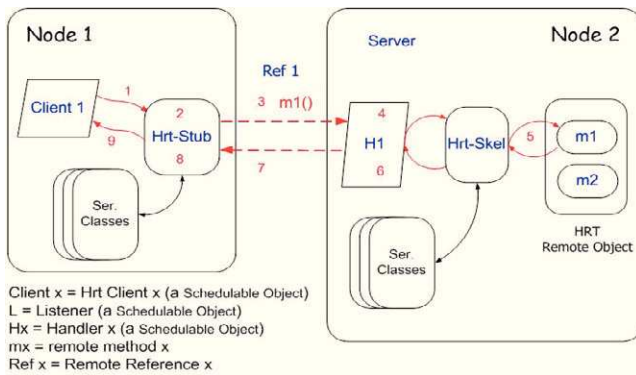 Node 1
Node 2
Server
Ref 1
1
Client 1
9
2
Hrt-Stub
8
3 m1()
7
4
H1
6
Hrt-Skel
5
m1
m2
HRT
Remote Object
Ser.
Classes
Ser.
Classes
Client x = Hrt Client x (a Schedulable Object)
L = Listener (a Schedulable Object)
Hx = Handler x (a Schedulable Object)
mx = remote method x
Ref x = Remote Reference x